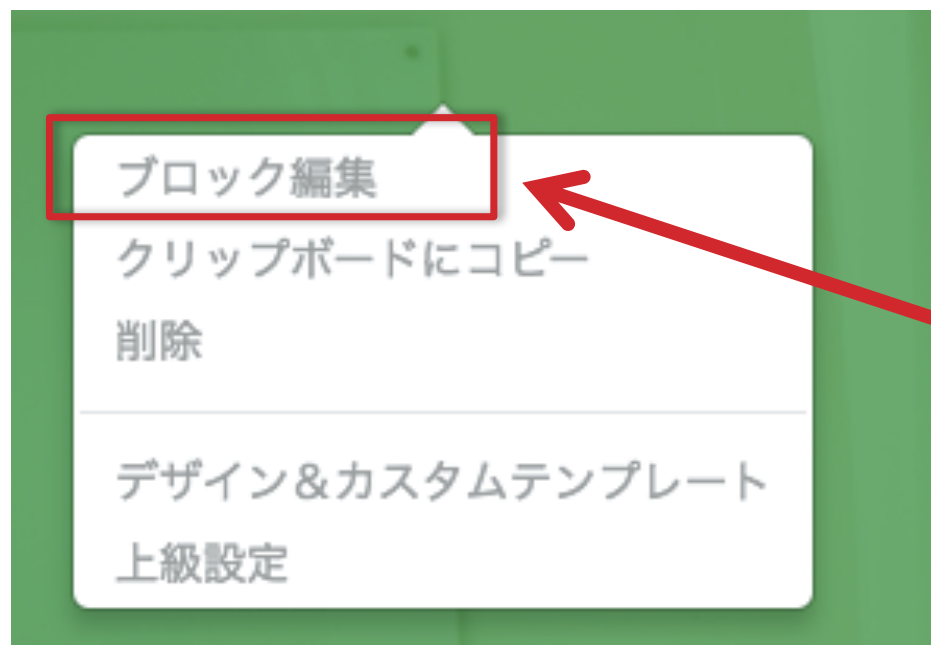 ブロック編集
クリップボードにコピー
削除
デザイン＆カスタムテンプレート
上級設定